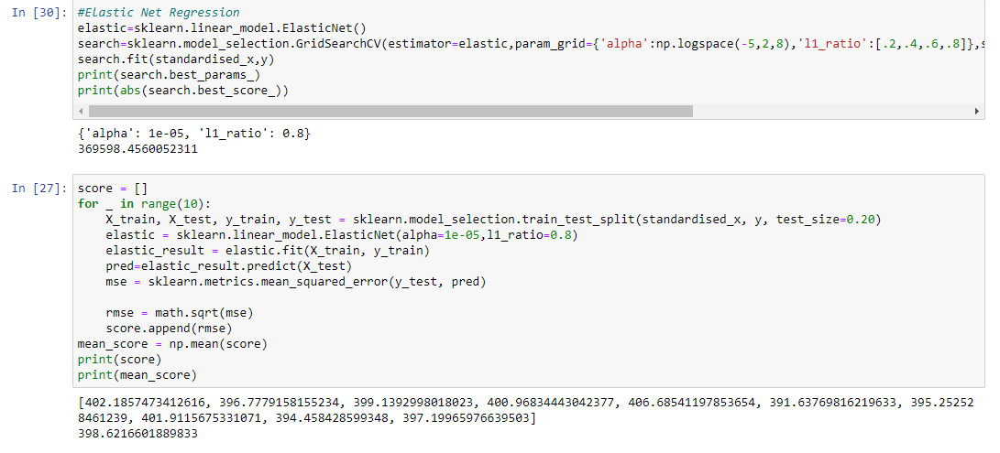 In [30]: #Elastic Net Regression
elastic=sklearn.linear_model.ElasticNet()
search=sklearn.model_selection.GridSearchCV(estimator=elastic,param_grid={'alpha':np.logspace(-5,2,8),'l1_ratio':[.2,.4,.6,.8]},s
search.fit(standardised_x,y)
print(search.best_params_)
print(abs(search.best_score_))
{'alpha': 1e-05, 'l1_ratio': 0.8}
369598.4560052311
In [27]: score = []
for _ in range(10):
    X_train, X_test, y_train, y_test = sklearn.model_selection.train_test_split(standardised_x, y, test_size=0.20)
    elastic = sklearn.linear_model.ElasticNet(alpha=1e-05,l1_ratio=0.8)
    elastic_result = elastic.fit(X_train, y_train)
    pred=elastic_result.predict(X_test)
    mse = sklearn.metrics.mean_squared_error(y_test, pred)
    rmse = math.sqrt(mse)
    score.append(rmse)
mean_score = np.mean(score)
print(score)
print(mean_score)
[402.1857473412616, 396.7779158155234, 399.1392998018023, 400.96834443042377, 406.68541197853654, 391.63769816219633, 395.25252
8461239, 401.9115675331071, 394.458428599348, 397.19965976639503]
398.6216601889833